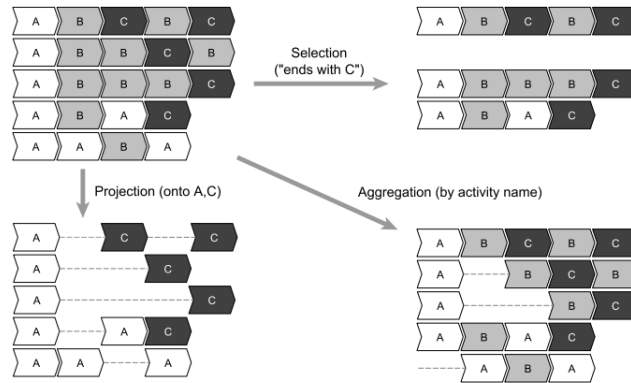 A B C B C
A B B C B
A B B B C
A B A C
A A B A
Selection
("ends with C")
A B C B C
A B B B C
A B A C
Projection (onto A,C)
A C C
A C
A C
A A C
A A A
Aggregation (by activity name)
A B C B C
A B C B
A B C
A B A C
A B A